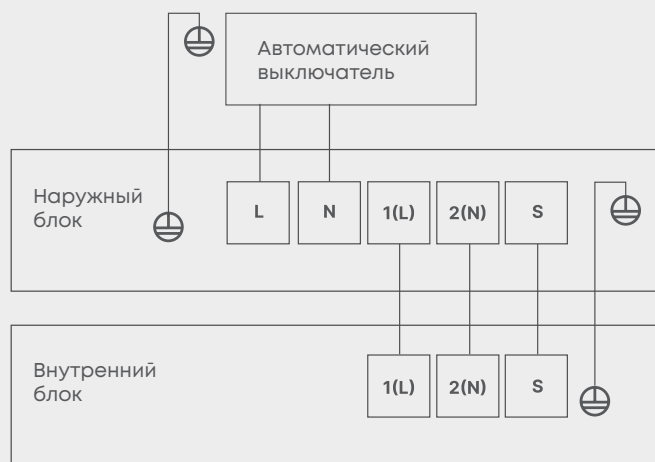 Автоматический
выключатель
Наружный
блок
L N 1(L) 2(N) S
Внутренний
блок
1(L) 2(N) S